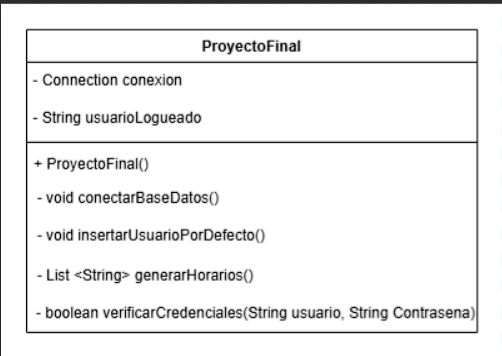 ProyectoFinal
- Connection conexion
- String usuarioLogueado
+ ProyectoFinal()
- void conectarBaseDatos()
- void insertarUsuarioPorDefecto()
- List <String> generarHorarios()
- boolean verificarCredenciales(String usuario, String Contrasena)